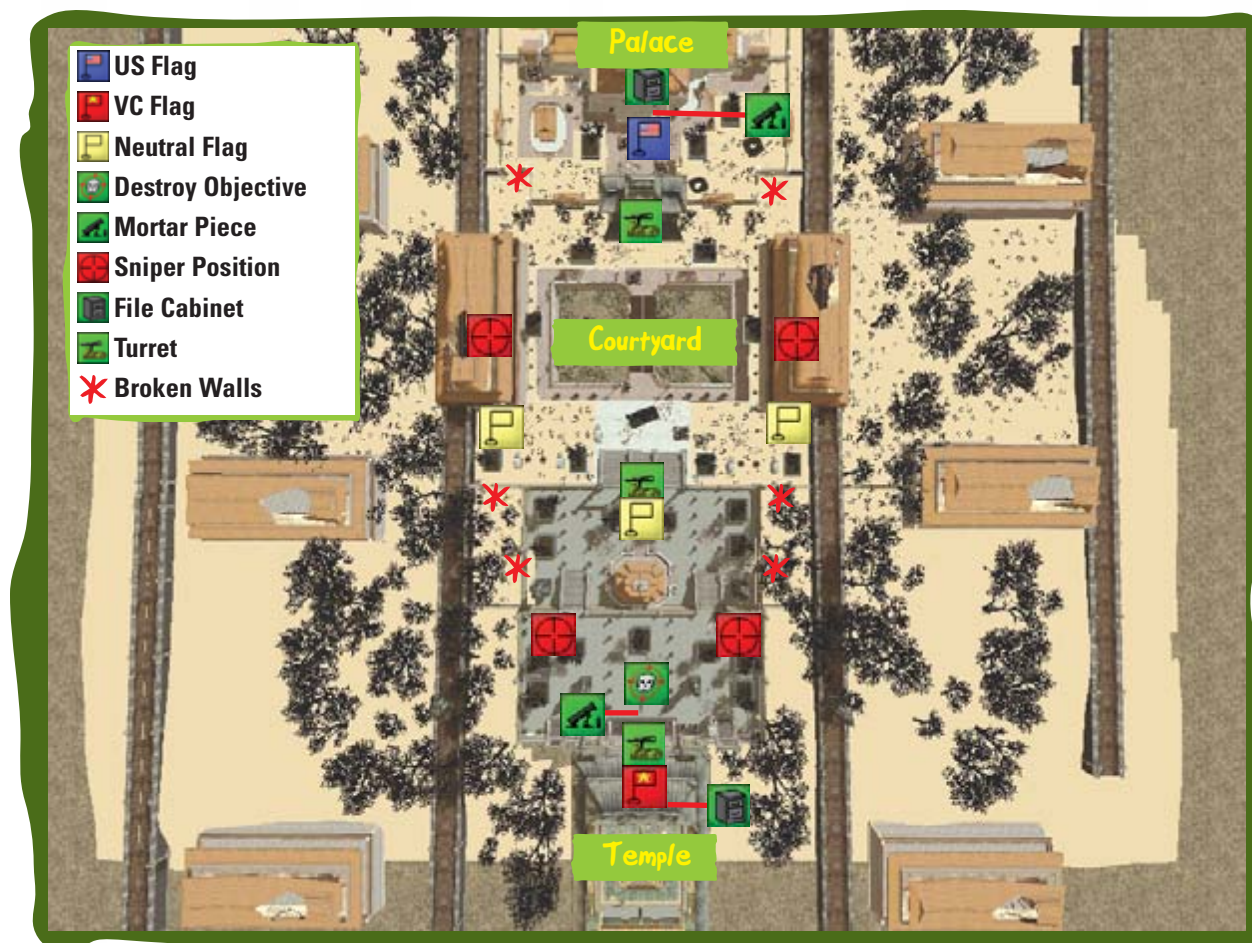 Palace
US Flag
VC Flag
Neutral Flag
Destroy Objective
Mortar Piece
Sniper Position
File Cabinet
Turret
Broken Walls
Courtyard
Temple